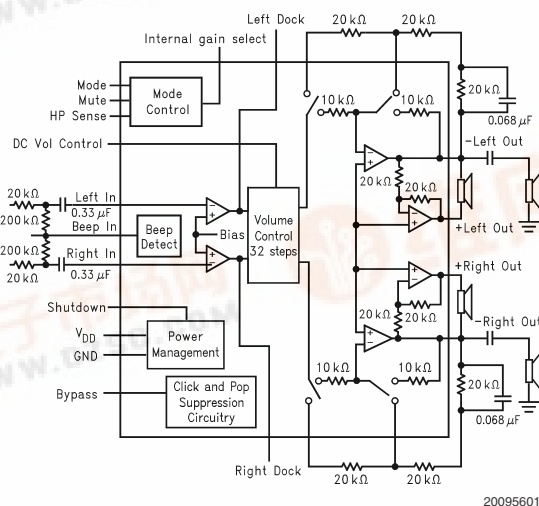 Left Dock
20 kΩ 20 kΩ
Internal gain select
Mode
Mute
HP Sense
Mode
Control
10 kΩ 10 kΩ
20 kΩ
0.068 μF
DC Vol Control
-Left Out
20 kΩ
20 kΩ
+Left Out
20 kΩ
Left In
0.33 μF
200 kΩ
Beep In
Beep
Detect
Bias
Volume
Control
32 steps
200 kΩ
Right In
20 kΩ
0.33 μF
+Right Out
20 kΩ 20 kΩ
-Right Out
Shutdown
VDD
GND
Power
Management
10 kΩ 10 kΩ
20 kΩ
0.068 μF
Bypass
Click and Pop
Suppression
Circuitry
Right Dock
20 kΩ 20 kΩ
20095601